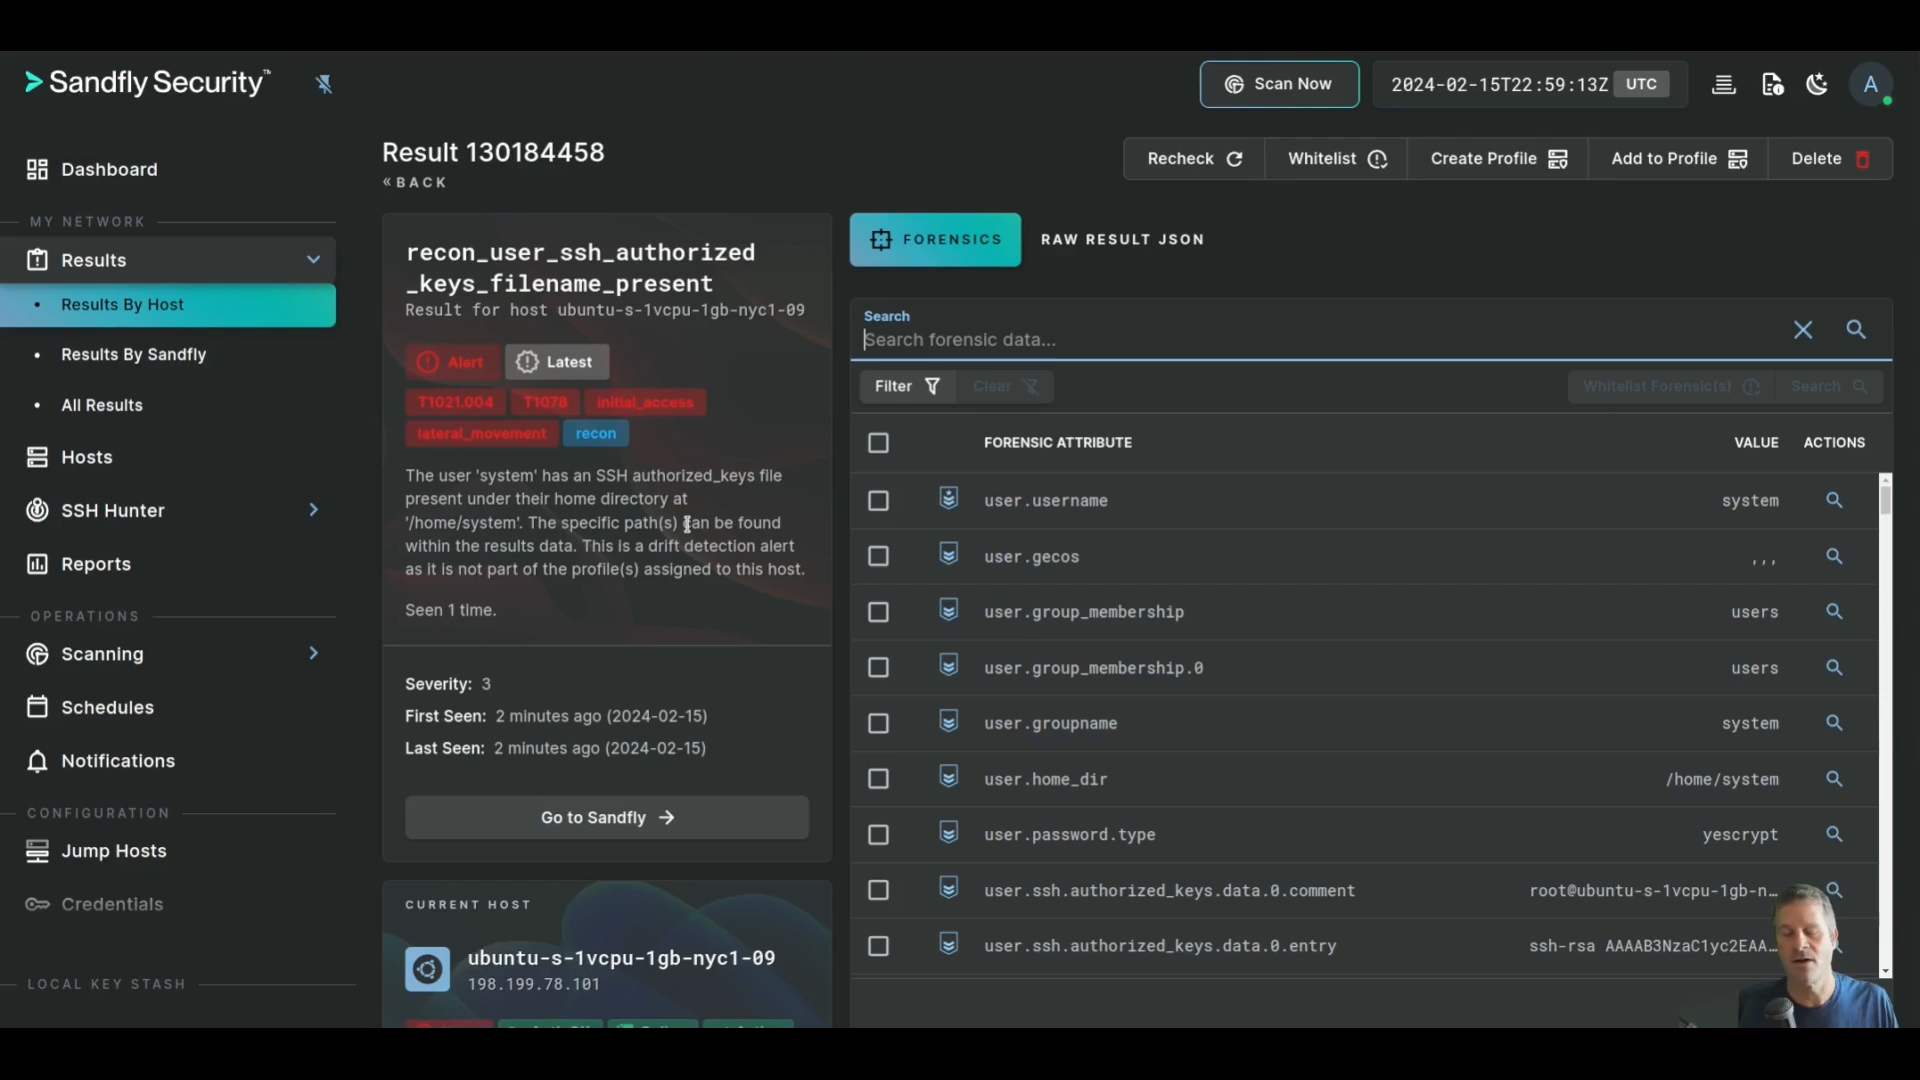 Sandfly Security™
Scan Now
2024-02-15T22:59:13Z UTC
A
Dashboard
MY NETWORK
Results
Results By Host
Results By Sandfly
All Results
Hosts
SSH Hunter
Reports
OPERATIONS
Scanning
Schedules
Notifications
CONFIGURATION
Jump Hosts
Credentials
LOCAL KEY STASH
Result 130184458
« BACK
Recheck
Whitelist
Create Profile
Add to Profile
Delete
recon_user_ssh_authorized
_keys_filename_present
Result for host ubuntu-s-1vcpu-1gb-nyc1-09
Alert
Latest
T1021.004
T1078
initial_access
lateral_movement
recon
The user 'system' has an SSH authorized_keys file
present under their home directory at
'/home/system'. The specific path(s) can be found
within the results data. This is a drift detection alert
as it is not part of the profile(s) assigned to this host.
Seen 1 time.
Severity: 3
First Seen: 2 minutes ago (2024-02-15)
Last Seen: 2 minutes ago (2024-02-15)
Go to Sandfly →
CURRENT HOST
ubuntu-s-1vcpu-1gb-nyc1-09
198.199.78.101
FORENSICS
RAW RESULT JSON
Search
Search forensic data...
Filter
Clear
Whitelist Forensic(s)
Search
FORENSIC ATTRIBUTE VALUE ACTIONS
user.username system
user.gecos ,,,
user.group_membership users
user.group_membership.0 users
user.groupname system
user.home_dir /home/system
user.password.type yescrypt
user.ssh.authorized_keys.data.0.comment root@ubuntu-s-1vcpu-1gb-n…
user.ssh.authorized_keys.data.0.entry ssh-rsa AAAAB3NzaC1yc2EAA…